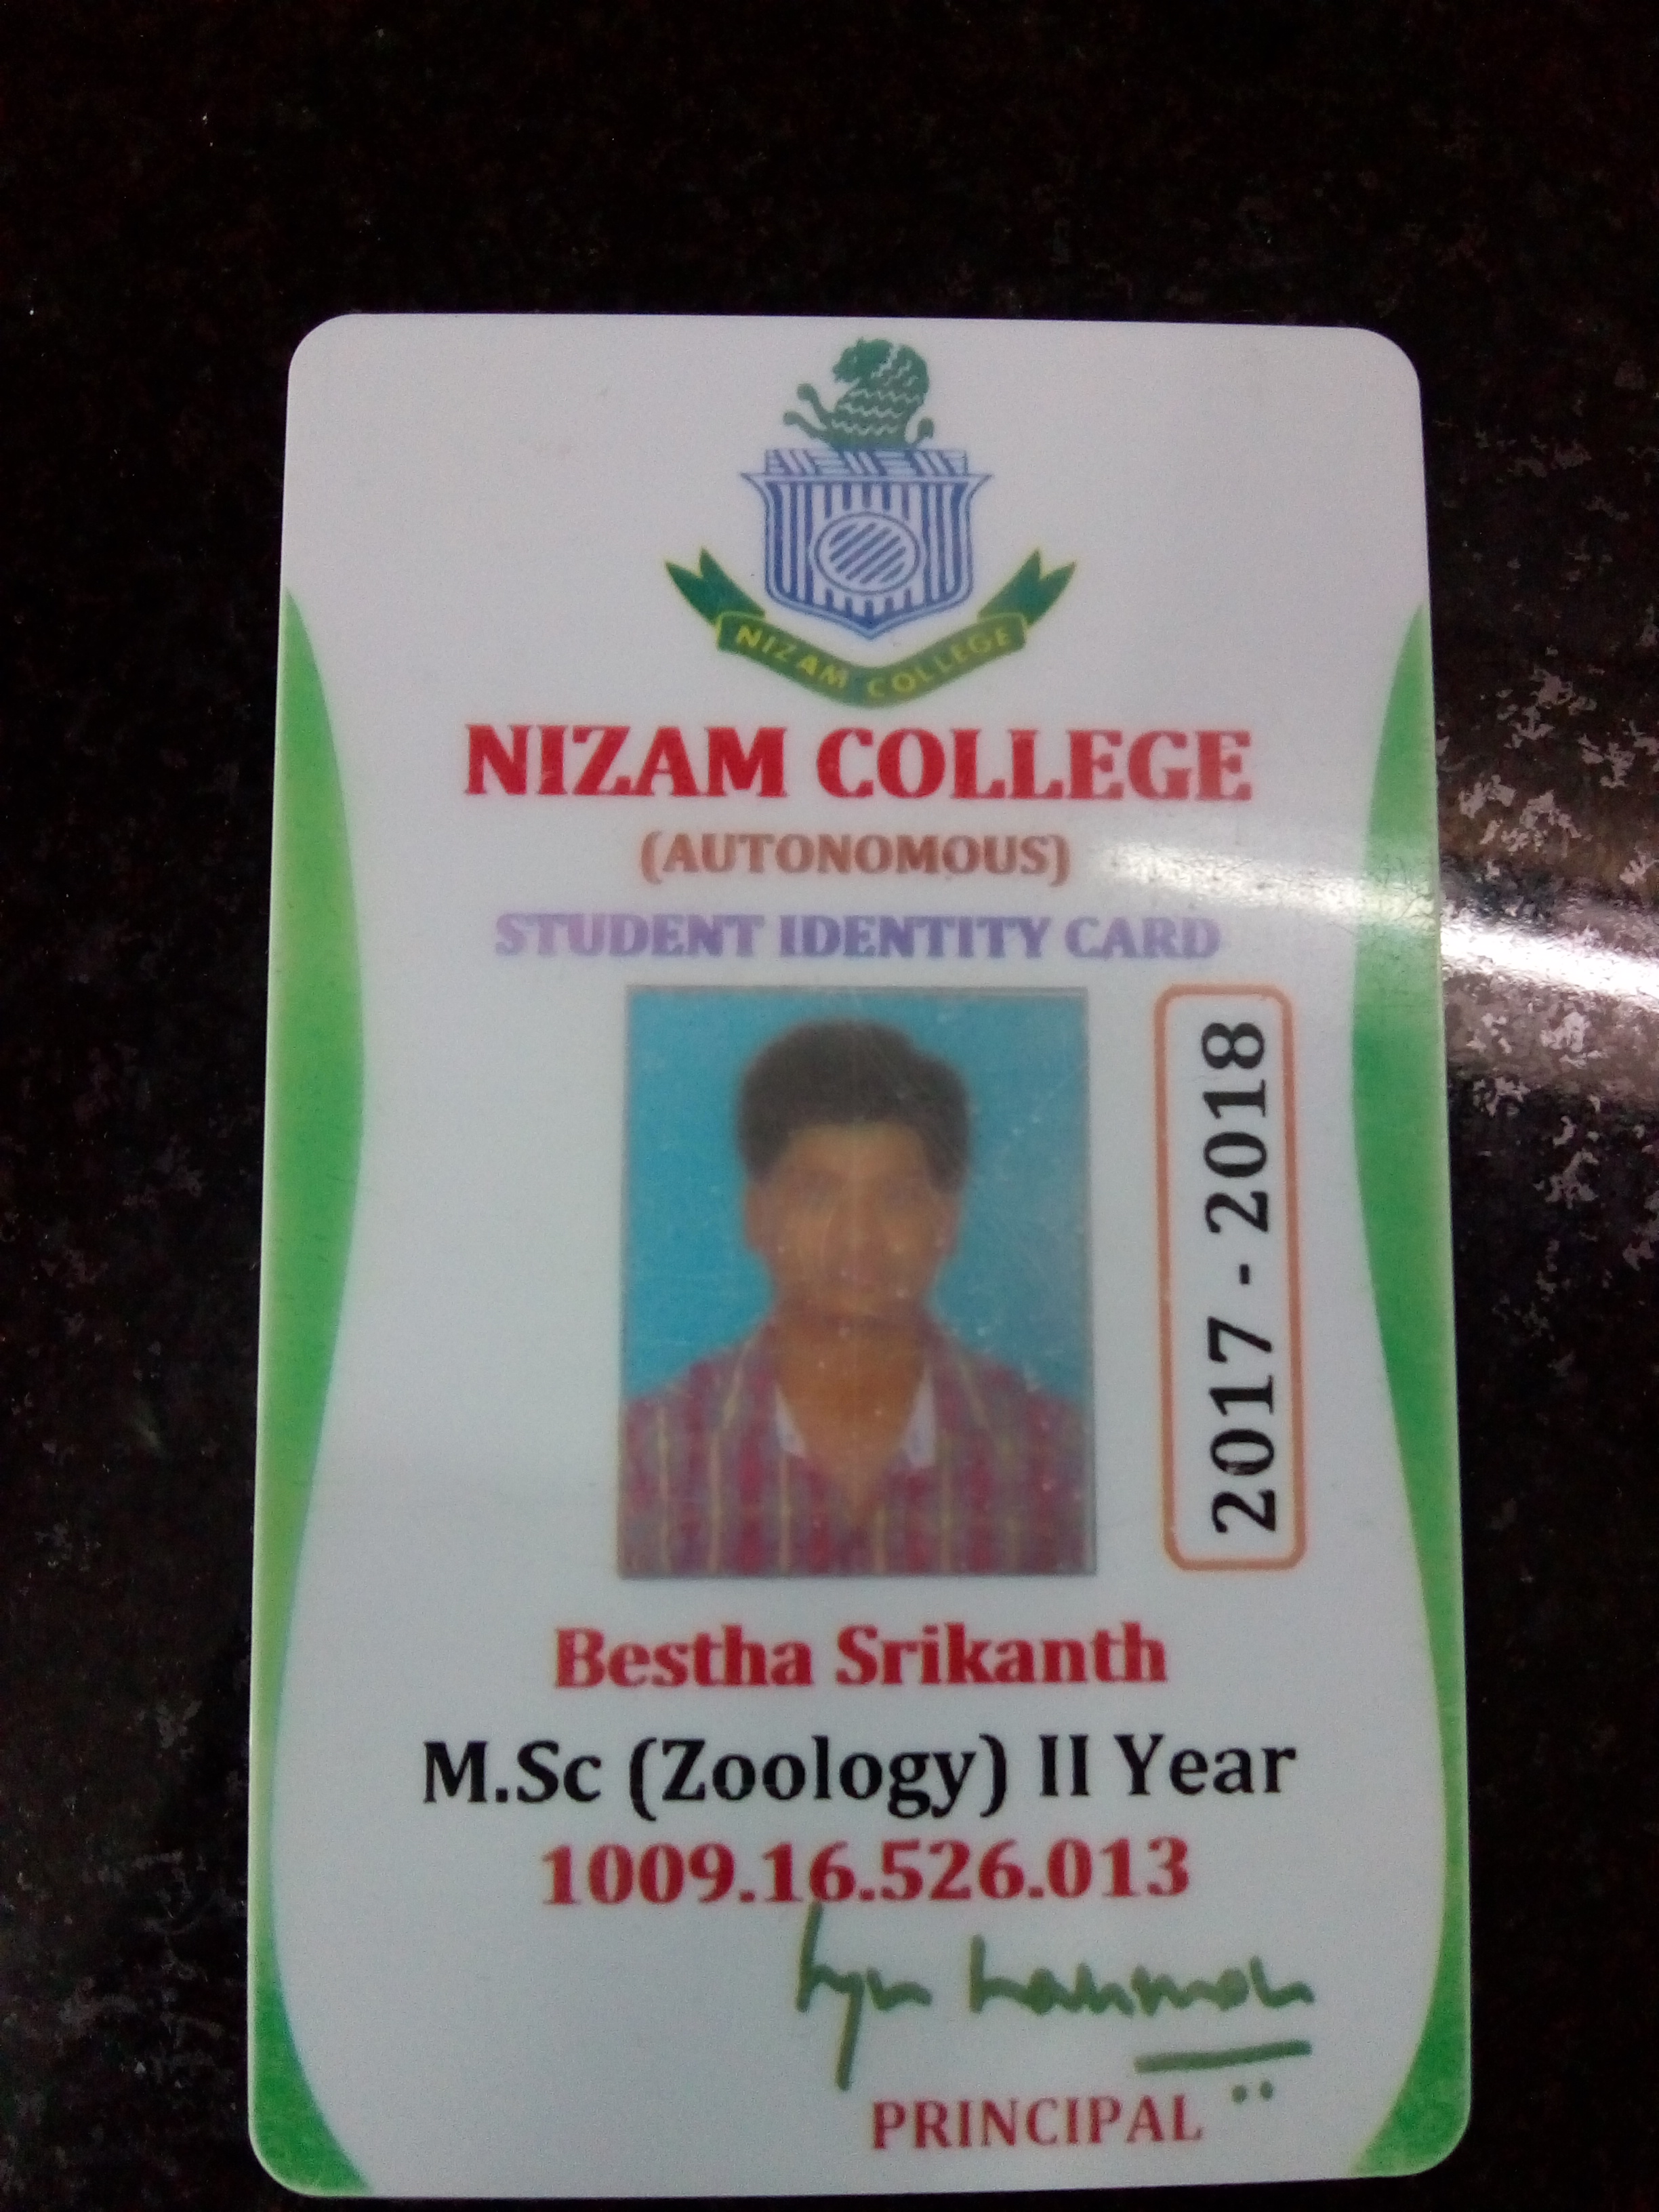 NIZAM COLLEGE
NIZAM COLLEGE
(AUTONOMOUS)
STUDENT IDENTITY CARD
2017 - 2018
Bestha Srikanth
M.Sc (Zoology) II Year
1009.16.526.013
PRINCIPAL